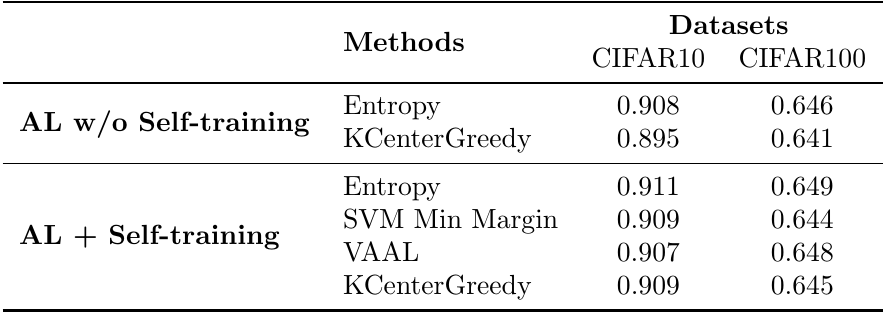 Methods Datasets
CIFAR10 CIFAR100
AL w/o Self-training
Entropy 0.908 0.646
KCenterGreedy 0.895 0.641
AL + Self-training
Entropy 0.911 0.649
SVM Min Margin 0.909 0.644
VAAL 0.907 0.648
KCenterGreedy 0.909 0.645